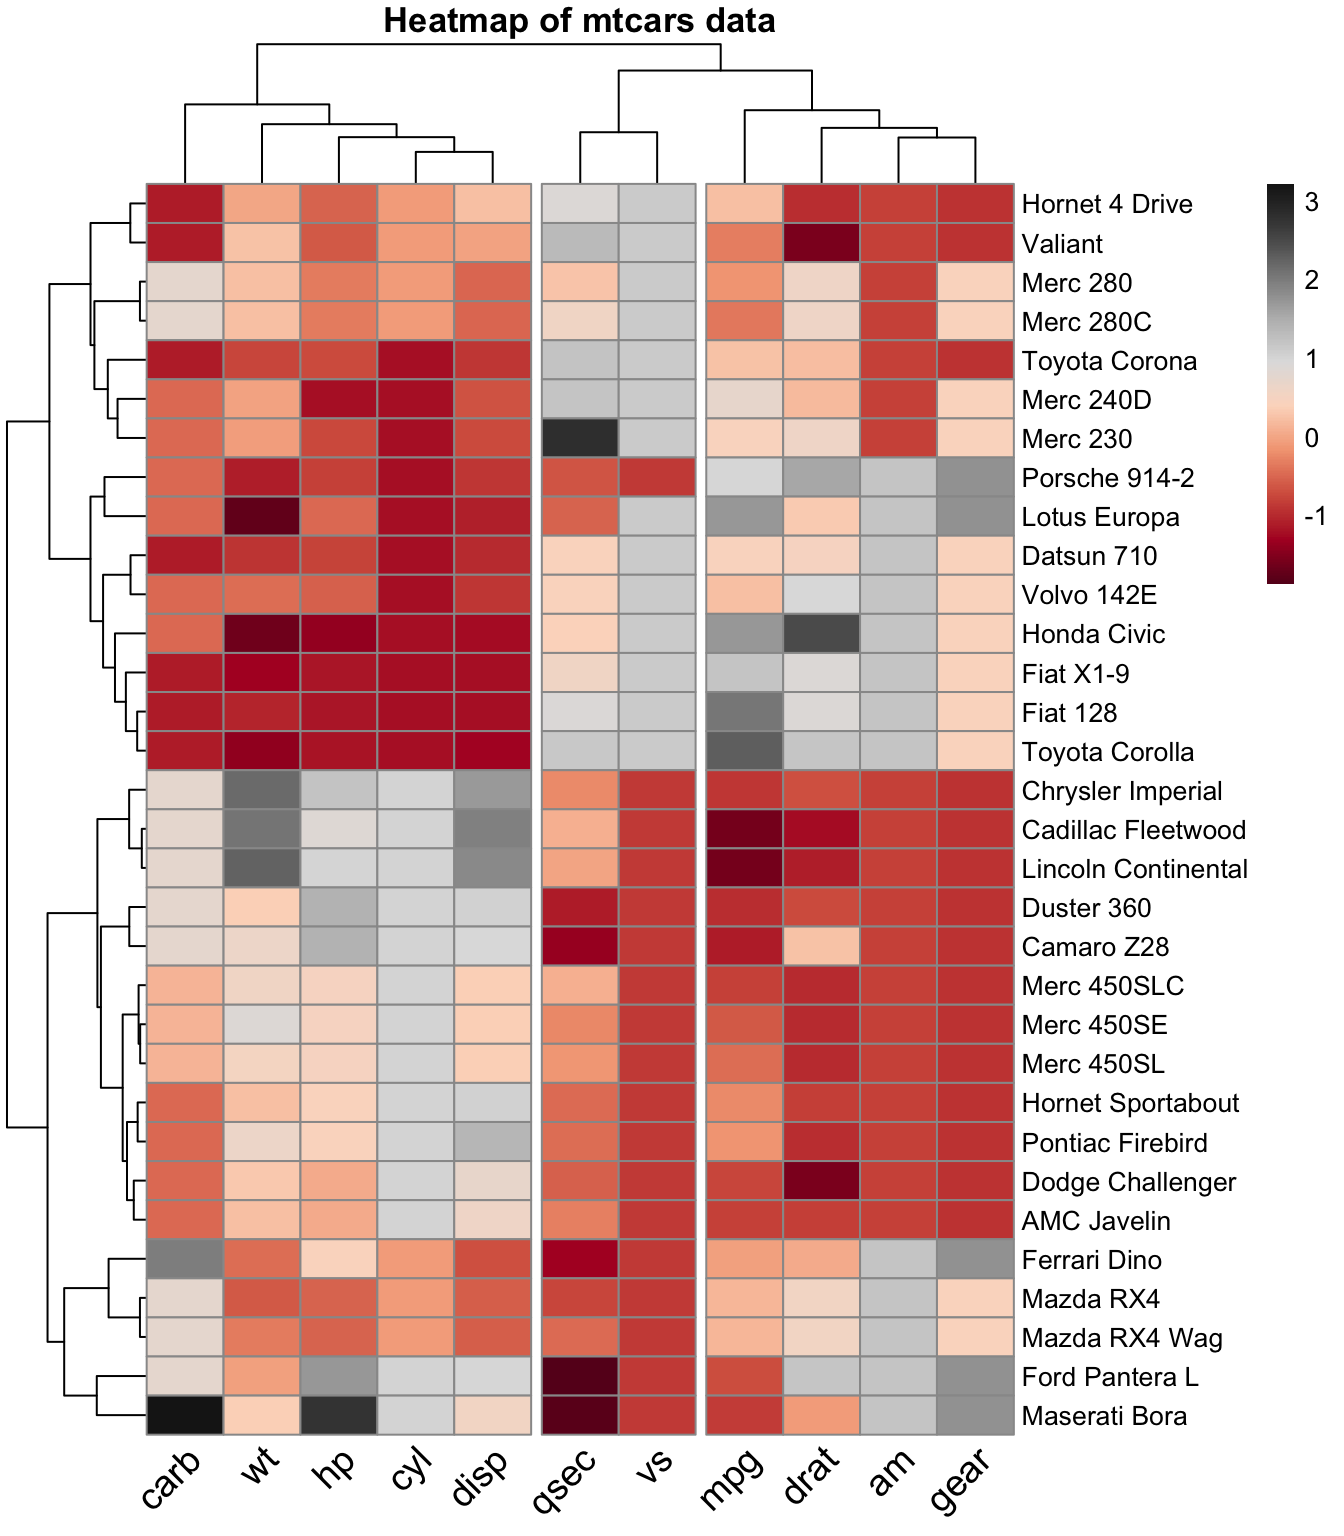 Heatmap of mtcars data
3
2
1
0
-1
Hornet 4 Drive
Valiant
Merc 280
Merc 280C
Toyota Corona
Merc 240D
Merc 230
Porsche 914-2
Lotus Europa
Datsun 710
Volvo 142E
Honda Civic
Fiat X1-9
Fiat 128
Toyota Corolla
Chrysler Imperial
Cadillac Fleetwood
Lincoln Continental
Duster 360
Camaro Z28
Merc 450SLC
Merc 450SE
Merc 450SL
Hornet Sportabout
Pontiac Firebird
Dodge Challenger
AMC Javelin
Ferrari Dino
Mazda RX4
Mazda RX4 Wag
Ford Pantera L
Maserati Bora
carb
wt
hp
cyl
disp
qsec
vs
mpg
drat
am
gear